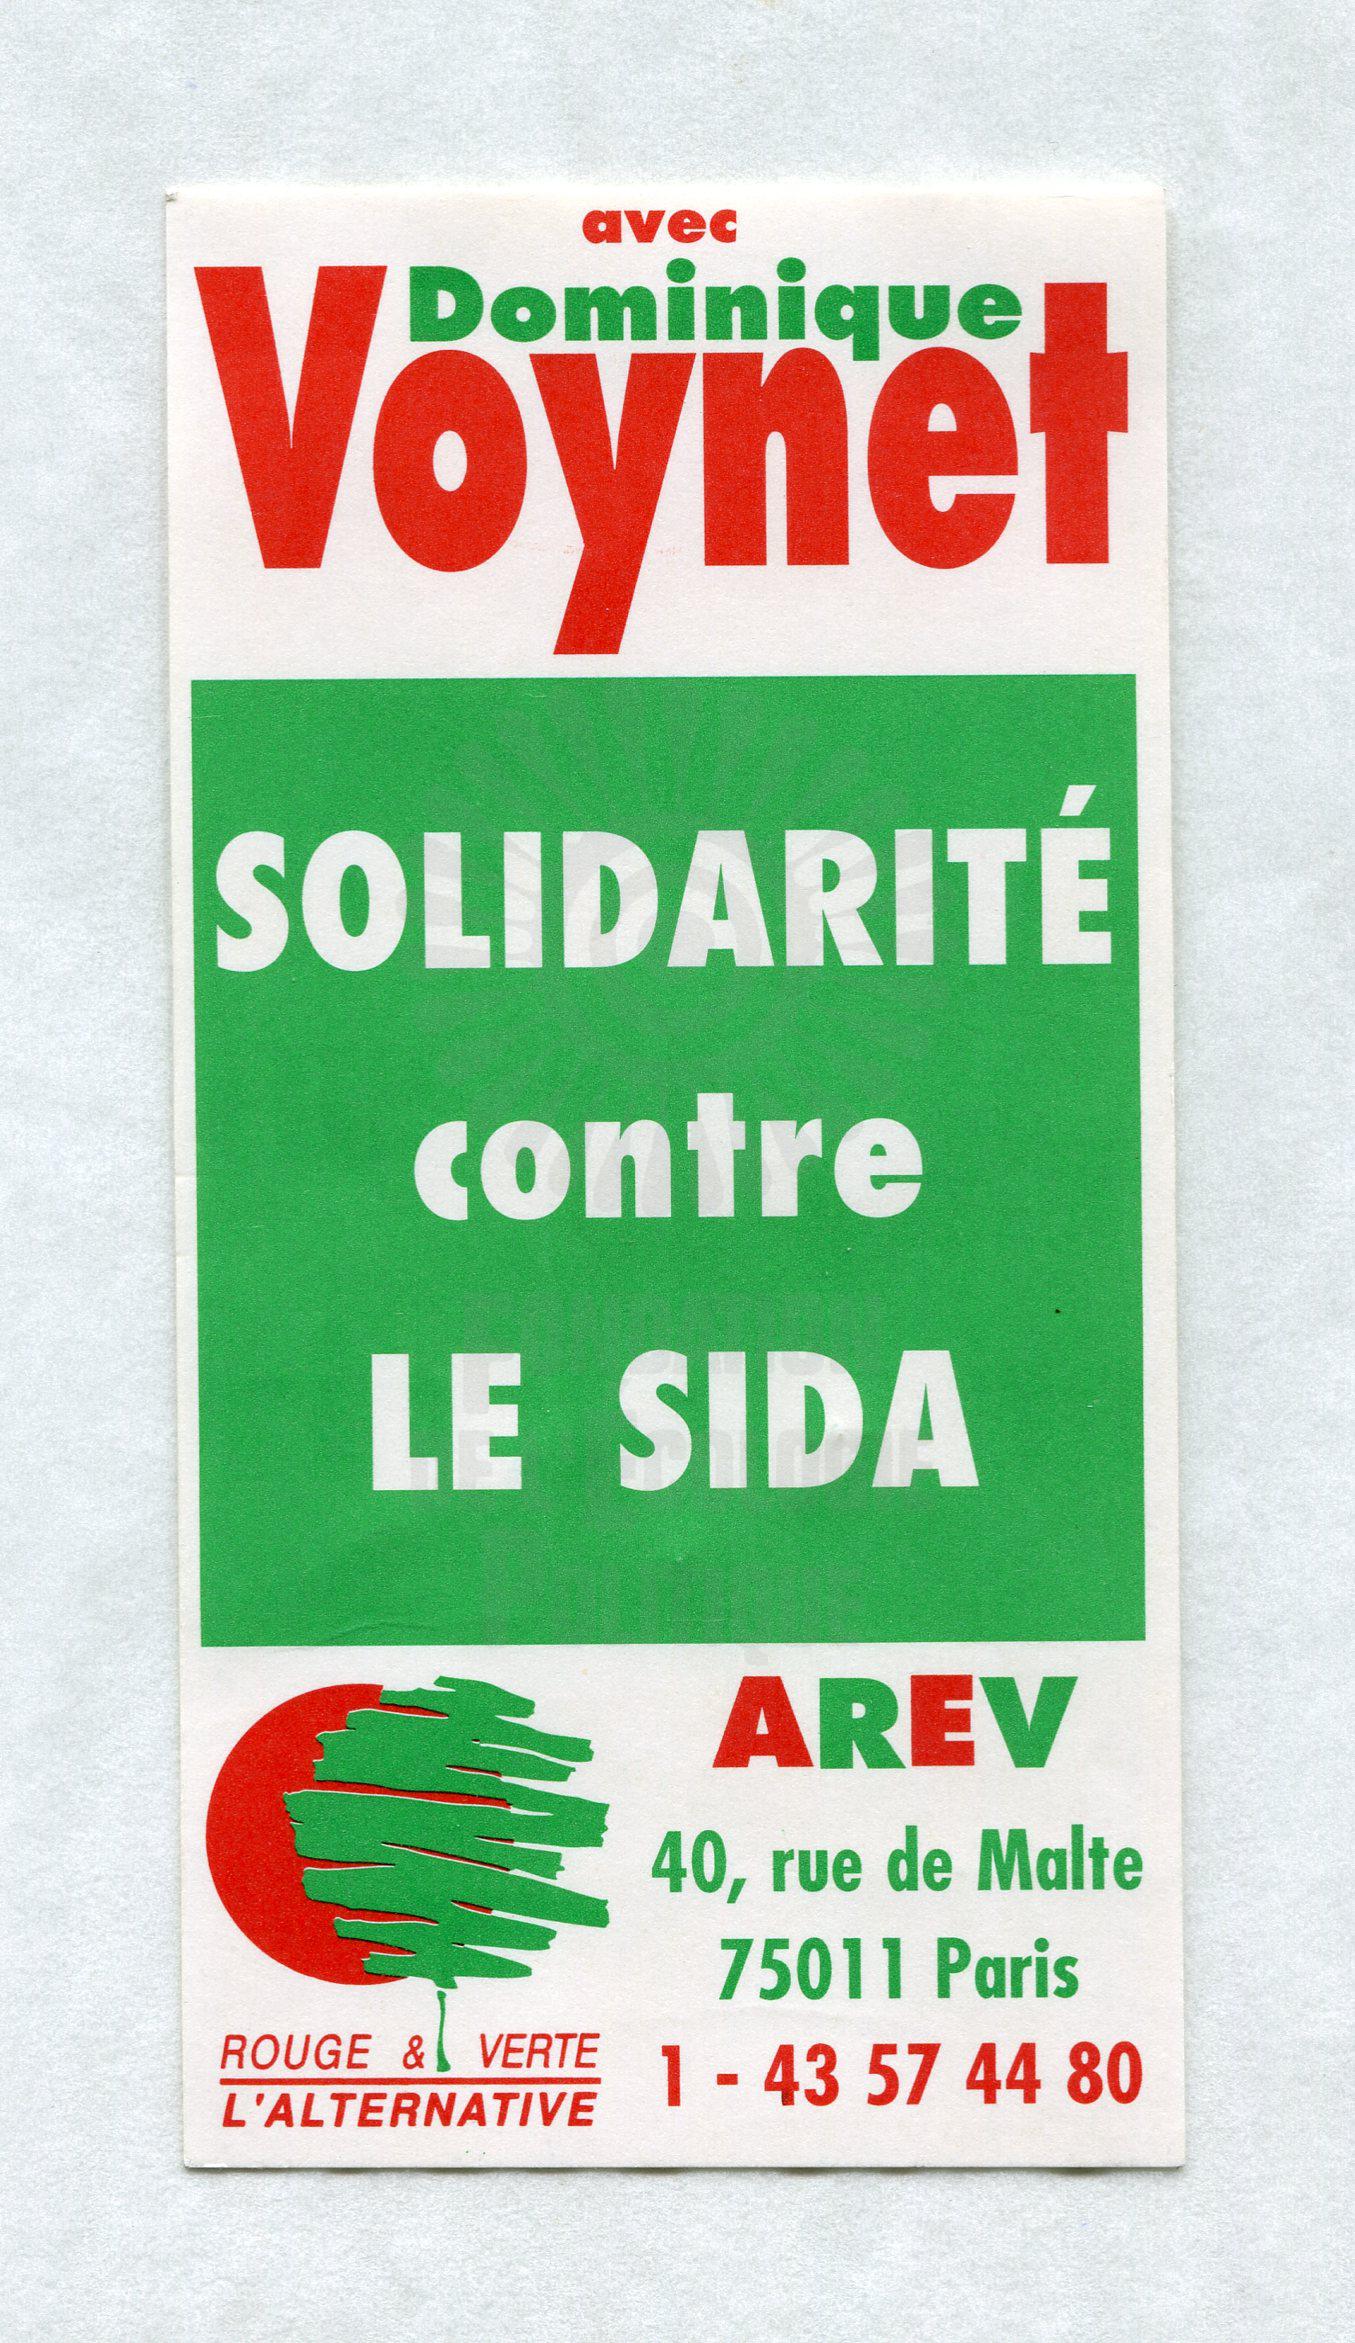 avec
Dominique
Voynet
SOLIDARITÉ
contre
LE SIDA
AREV
40, rue de Malte
75011 Paris
1 - 43 57 44 80
ROUGE & VERTE
L'ALTERNATIVE